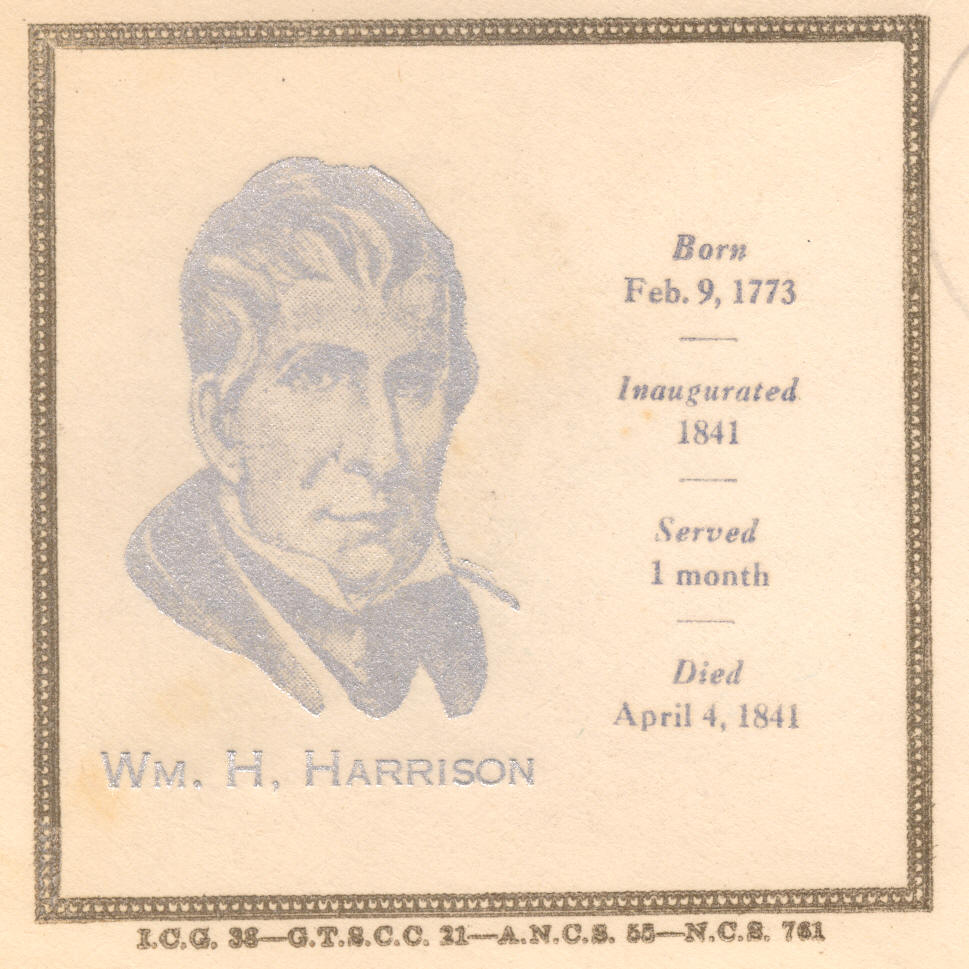 Born
Feb. 9, 1773
Inaugurated
1841
Served
1 month
Died
April 4, 1841
WM. H. HARRISON
I.C.G. 38—G.T.S.C.C. 21—A.N.C.S. 55—N.C.S. 761